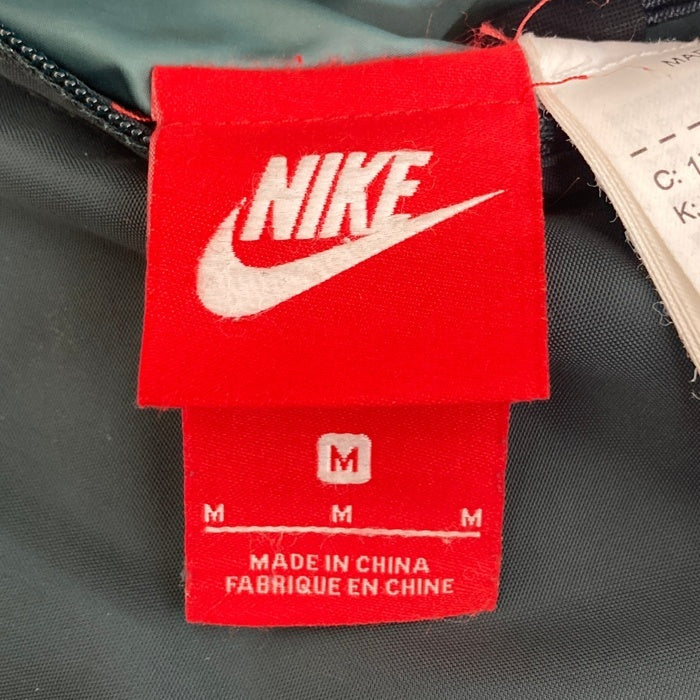 NIKE
M
M M M
MADE IN CHINA
FABRIQUE EN CHINE
C:
K: